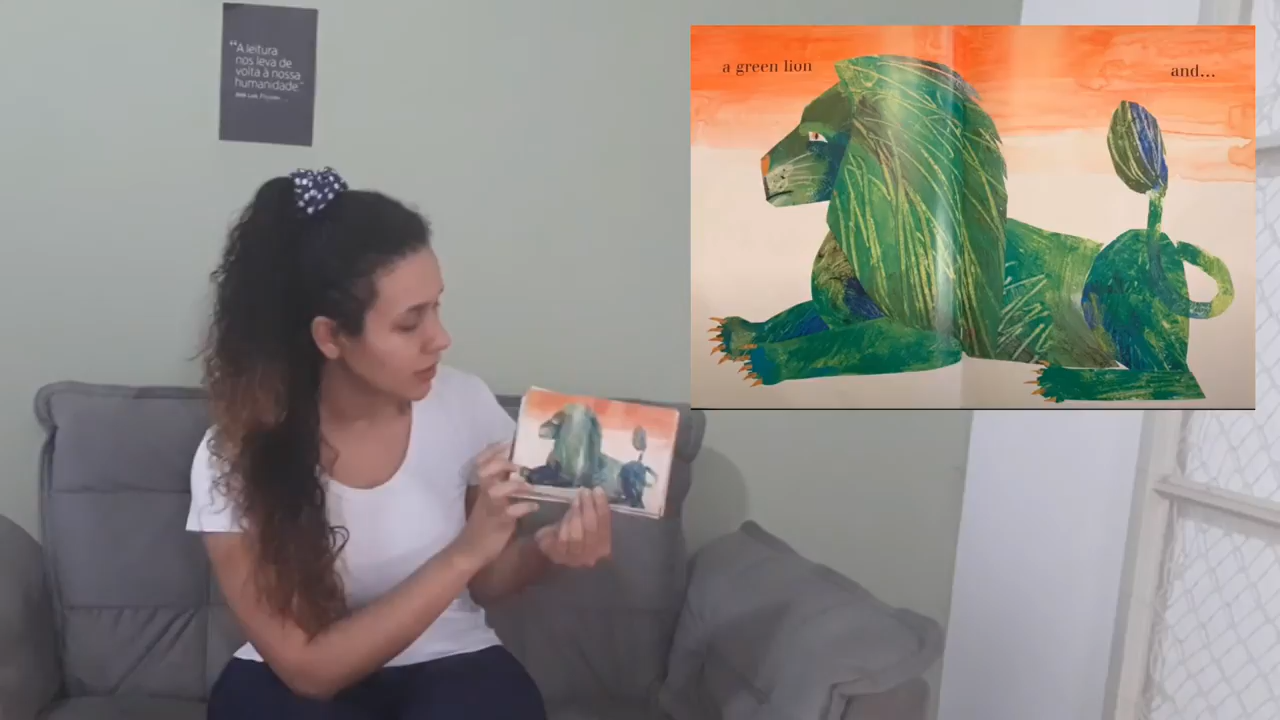 “A leitura
nos leva de
volta à nossa
humanidade.”
a green lion
and...